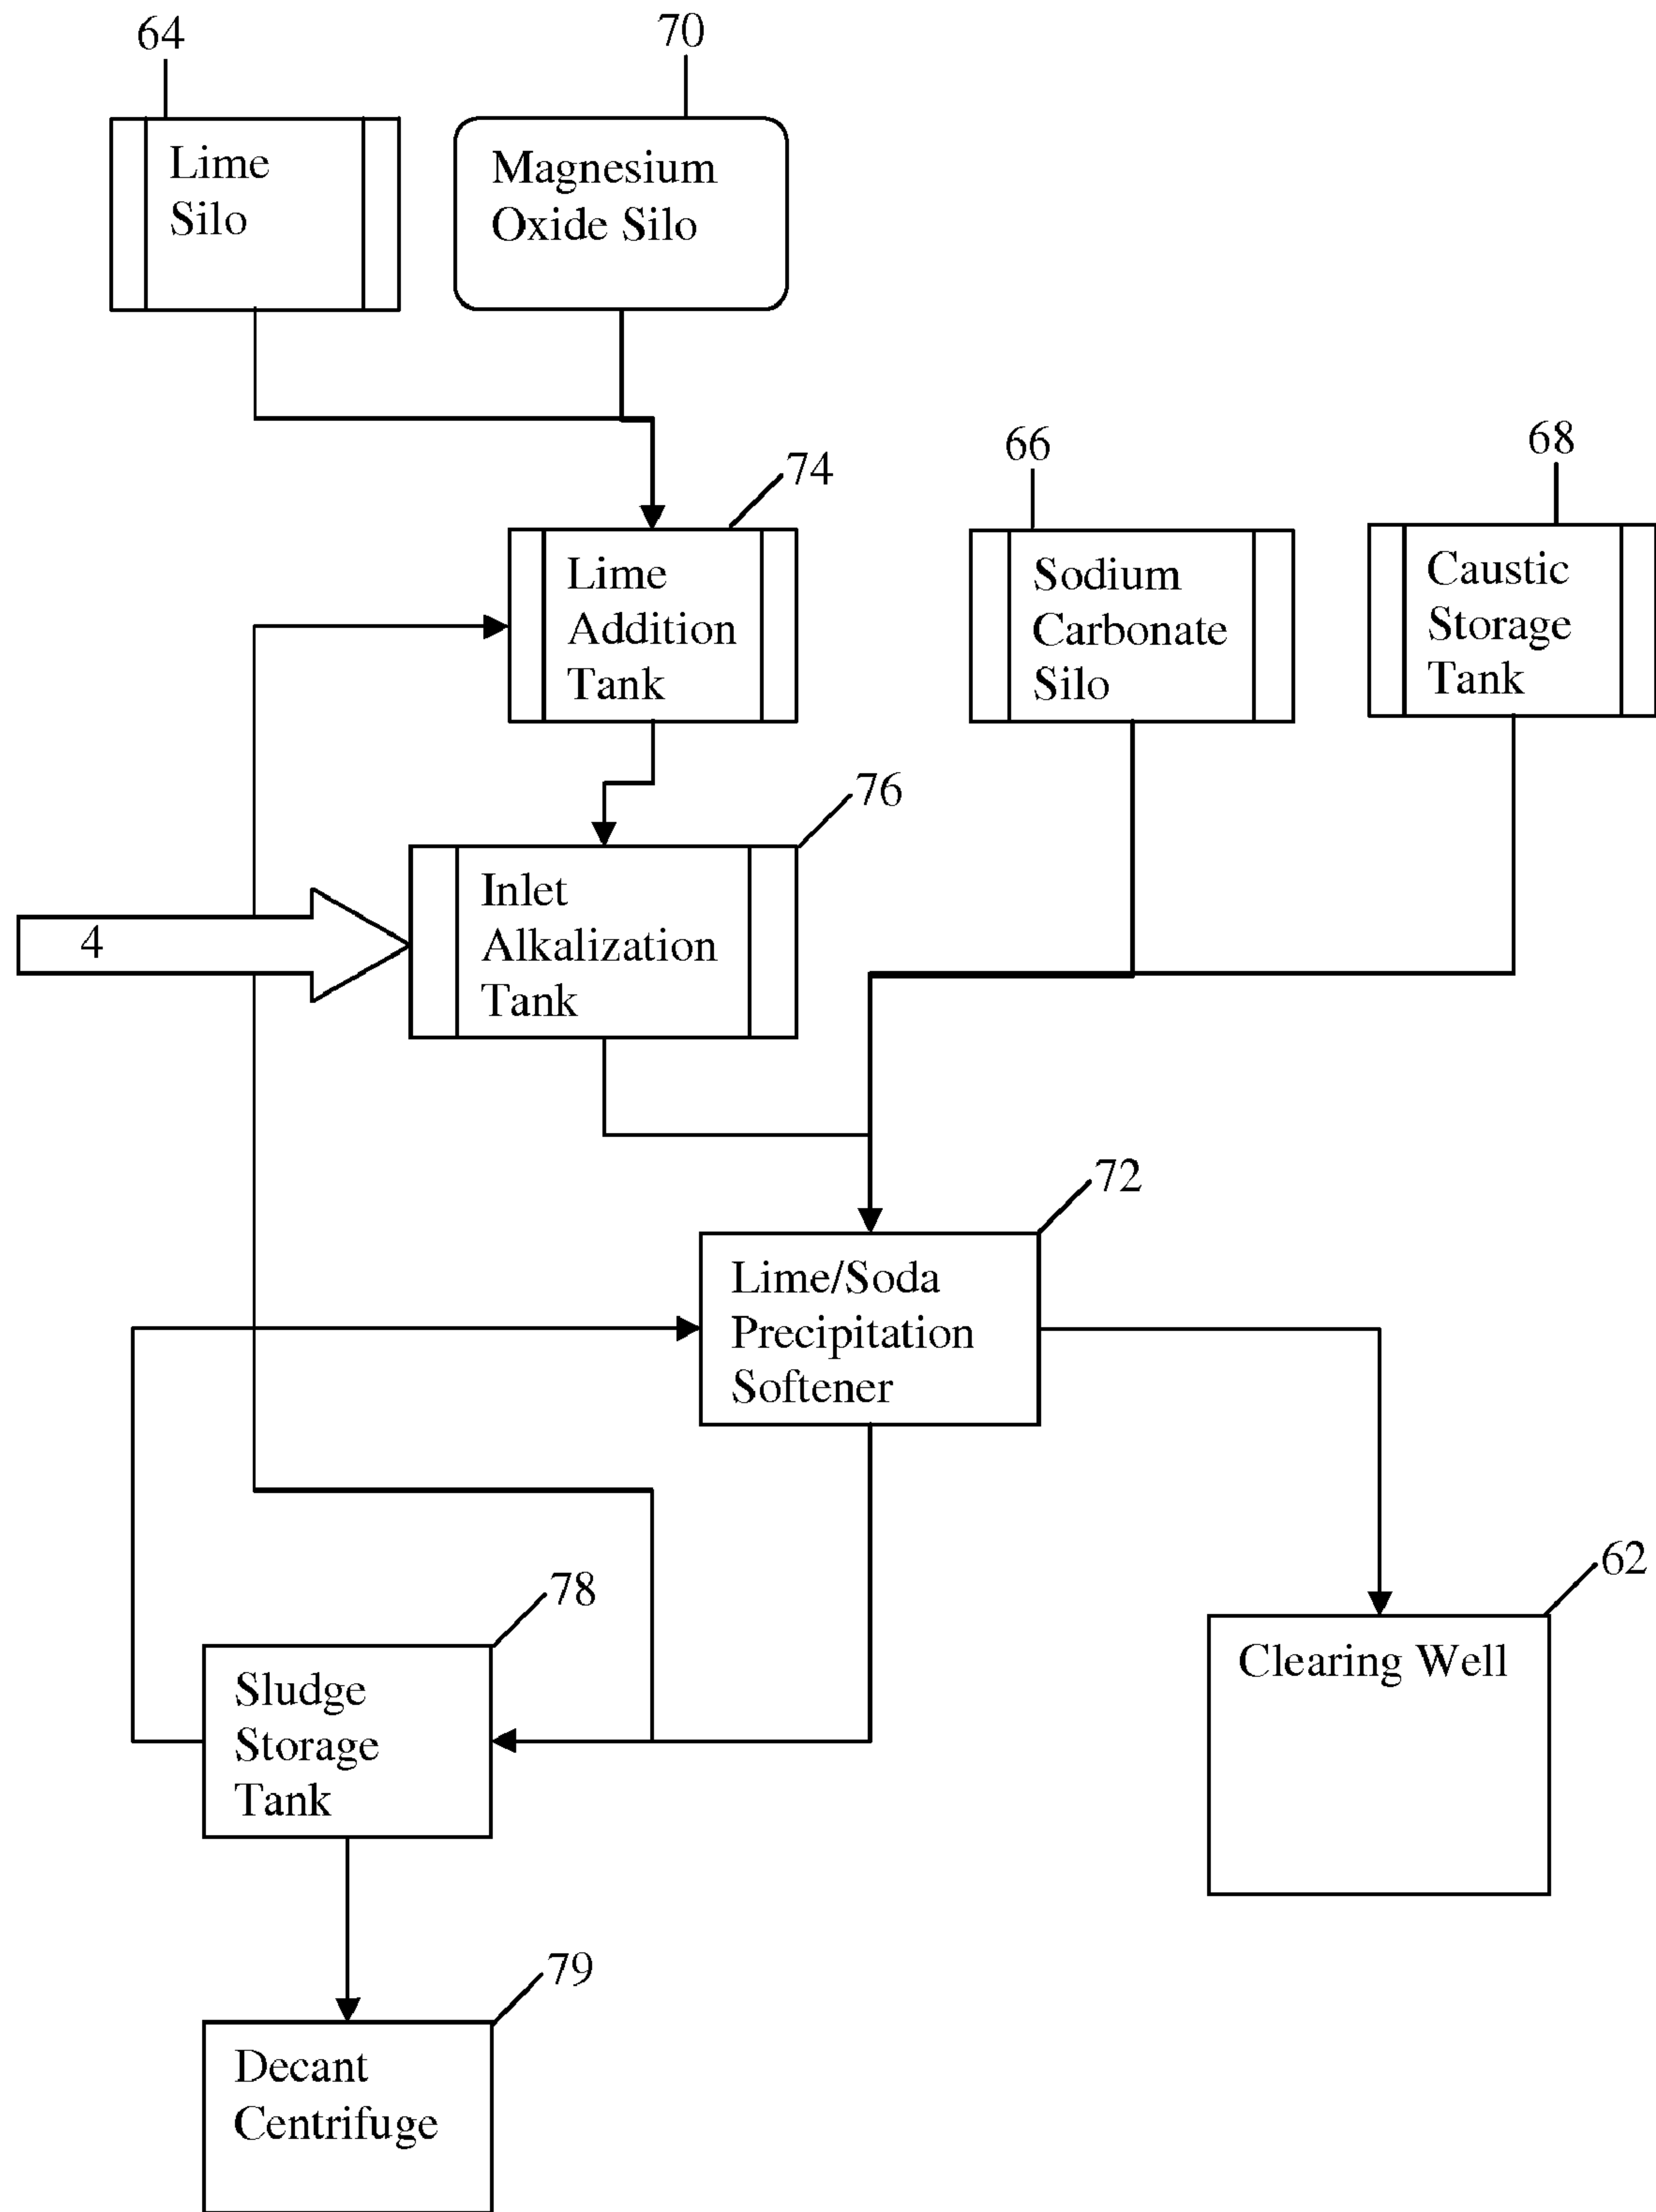 64
70
Lime
Silo
Magnesium
Oxide Silo
74
66
68
Lime
Addition
Tank
Sodium
Carbonate
Silo
Caustic
Storage
Tank
76
4
Inlet
Alkalization
Tank
72
Lime/Soda
Precipitation
Softener
78
62
Sludge
Storage
Tank
Clearing Well
79
Decant
Centrifuge